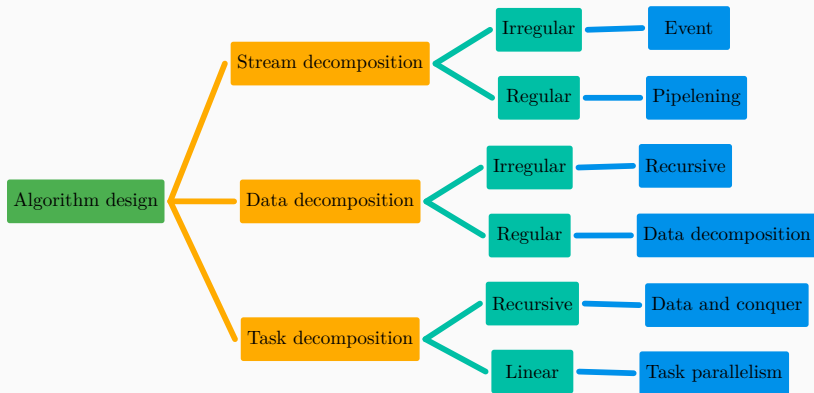 Algorithm design
Stream decomposition
Irregular
Event
Regular
Pipelening
Data decomposition
Irregular
Recursive
Regular
Data decomposition
Task decomposition
Recursive
Data and conquer
Linear
Task parallelism